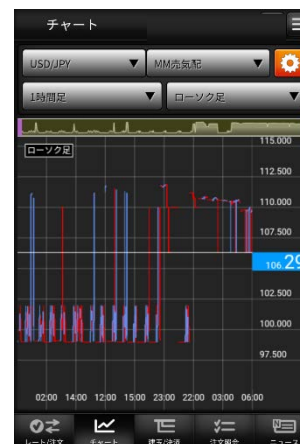 チャート
USD/JPY ▼
MM売気配 ▼
1時間足 ▼
ローソク足 ▼
ローソク足
115.000
112.500
110.000
107.500
106.29
102.500
100.000
97.500
02:00 14:00 12:00 15:00 23:00 22:00 03:00 06:00
レート/注文 チャート 建玉/決済 注文照会 ニュース